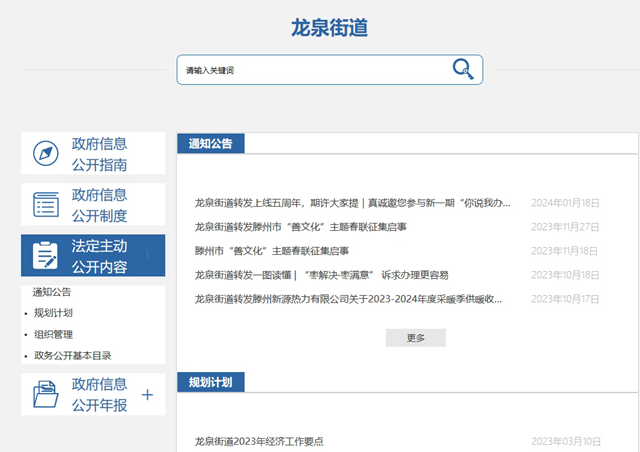 龙泉街道
请输入关键词
政府信息
公开指南
政府信息
公开制度
法定主动
公开内容
通知公告
• 规划计划
• 组织管理
• 政务公开基本目录
政府信息
公开年报
通知公告
龙泉街道转发上线五周年，期许大家提 | 真诚邀您参与新一期“你说我办... 2024年01月18日
龙泉街道转发滕州市“善文化”主题春联征集启事 2023年11月27日
滕州市“善文化”主题春联征集启事 2023年11月18日
龙泉街道转发一图读懂 | “枣解决·枣满意” 诉求办理更容易 2023年10月18日
龙泉街道转发滕州新源热力有限公司关于2023-2024年度采暖季供暖收... 2023年10月17日
更多
规划计划
龙泉街道2023年经济工作要点 2023年03月10日